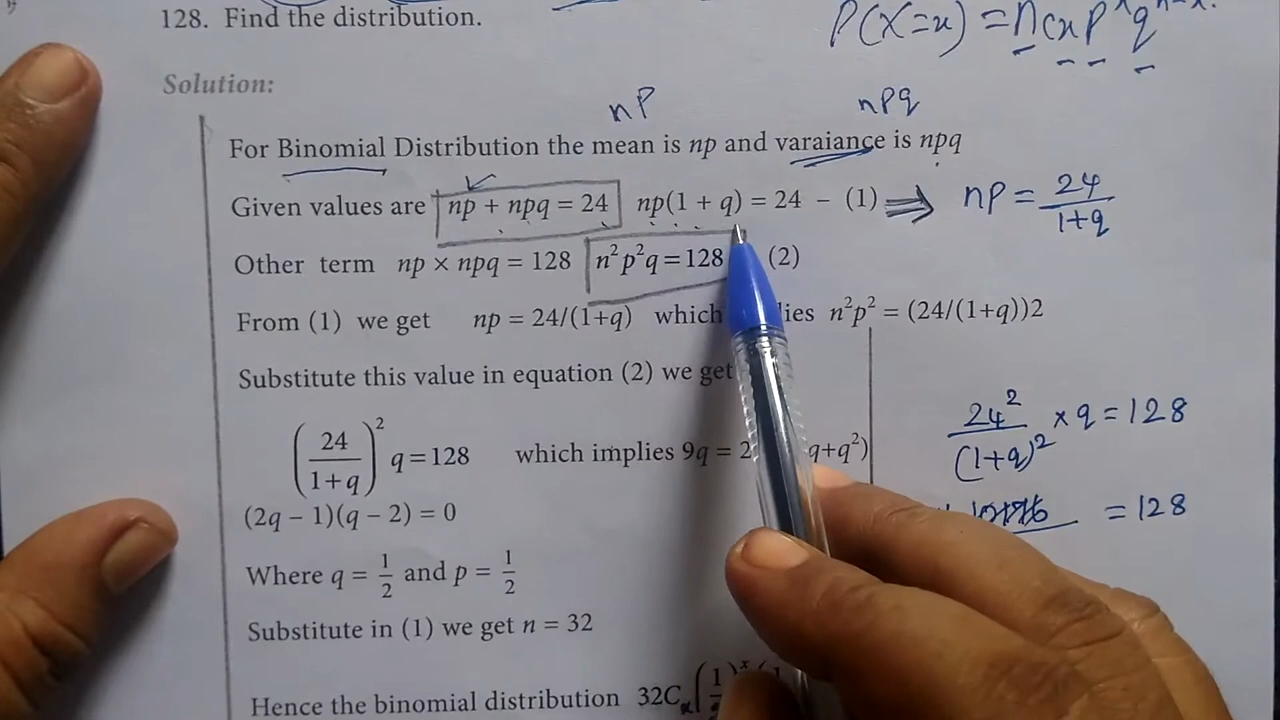 128. Find the distribution.
P(X=x) = ncx p^x q^n-x.
Solution:
np npq
For Binomial Distribution the mean is np and varaiance is npq
Given values are np + npq = 24 np(1 + q) = 24 – (1) ⇒ np = 24/1+q
Other term np × npq = 128 n²p²q = 128 (2)
From (1) we get np = 24/(1+q) which lies n²p² = (24/(1+q))2
Substitute this value in equation (2) we get
(24/1+q)² q = 128 which implies 9q = 2 q+q²)
24²/(1+q)² × q = 128
= 128
(2q – 1)(q – 2) = 0
Where q = 1/2 and p = 1/2
Substitute in (1) we get n = 32
Hence the binomial distribution 32Cx (1